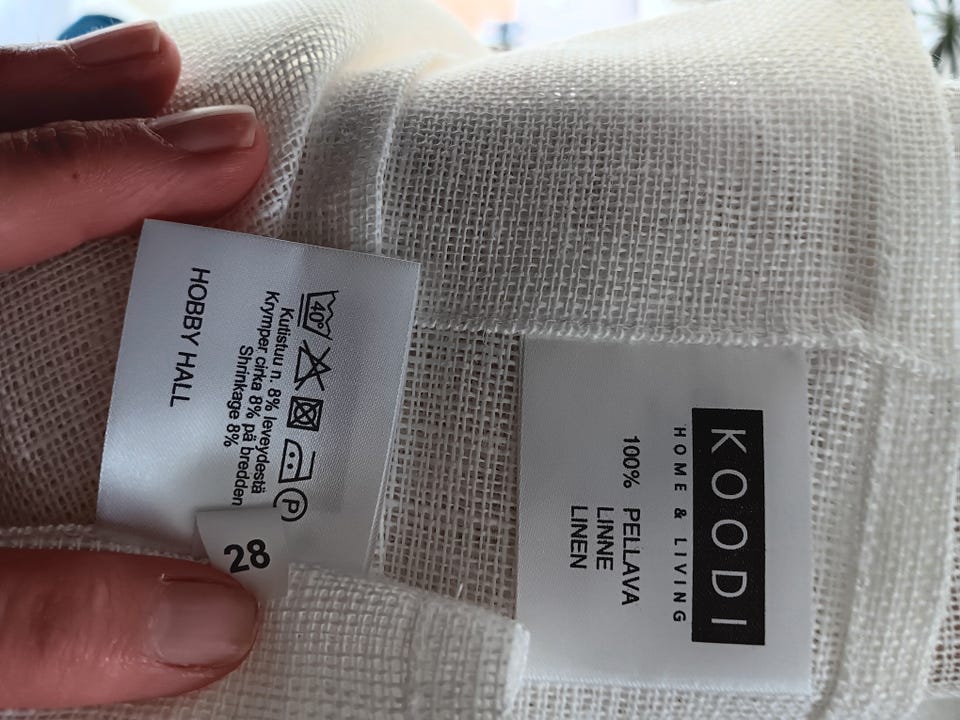 40°
P
Kutistuu n. 8% leveydestä
Krymper cirka 8% på bredden
Shrinkage 8%
HOBBY HALL
28
KOODI
HOME & LIVING
100% PELLAVA
LINNE
LINEN